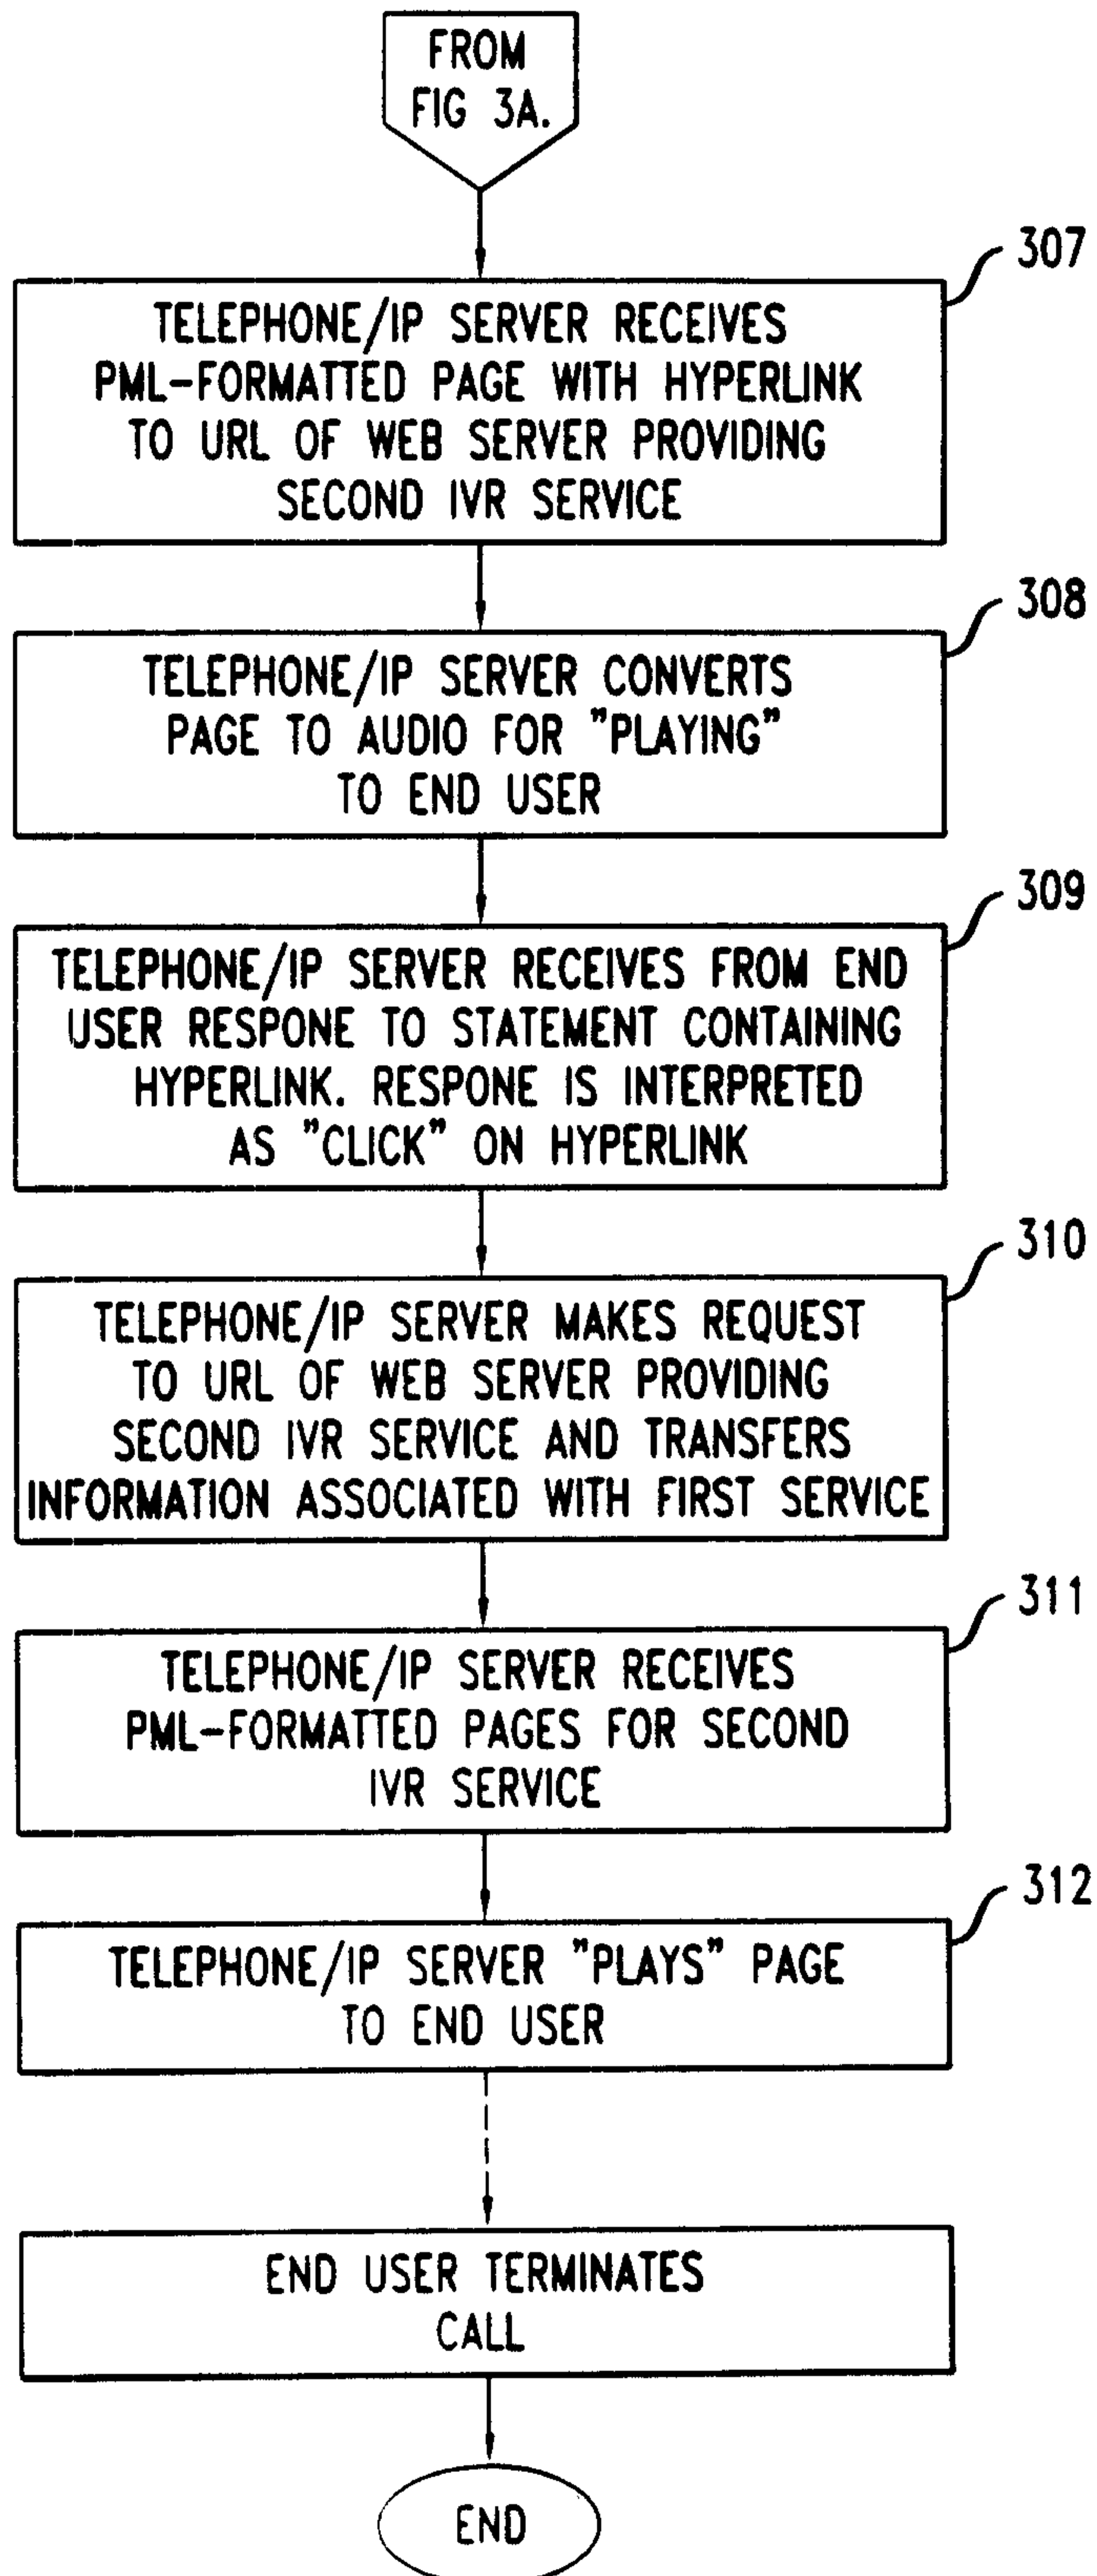 FROM
FIG 3A.
307
TELEPHONE/IP SERVER RECEIVES
PML-FORMATTED PAGE WITH HYPERLINK
TO URL OF WEB SERVER PROVIDING
SECOND IVR SERVICE
308
TELEPHONE/IP SERVER CONVERTS
PAGE TO AUDIO FOR "PLAYING"
TO END USER
309
TELEPHONE/IP SERVER RECEIVES FROM END
USER RESPONE TO STATEMENT CONTAINING
HYPERLINK. RESPONE IS INTERPRETED
AS "CLICK" ON HYPERLINK
310
TELEPHONE/IP SERVER MAKES REQUEST
TO URL OF WEB SERVER PROVIDING
SECOND IVR SERVICE AND TRANSFERS
INFORMATION ASSOCIATED WITH FIRST SERVICE
311
TELEPHONE/IP SERVER RECEIVES
PML-FORMATTED PAGES FOR SECOND
IVR SERVICE
312
TELEPHONE/IP SERVER "PLAYS" PAGE
TO END USER
END USER TERMINATES
CALL
END